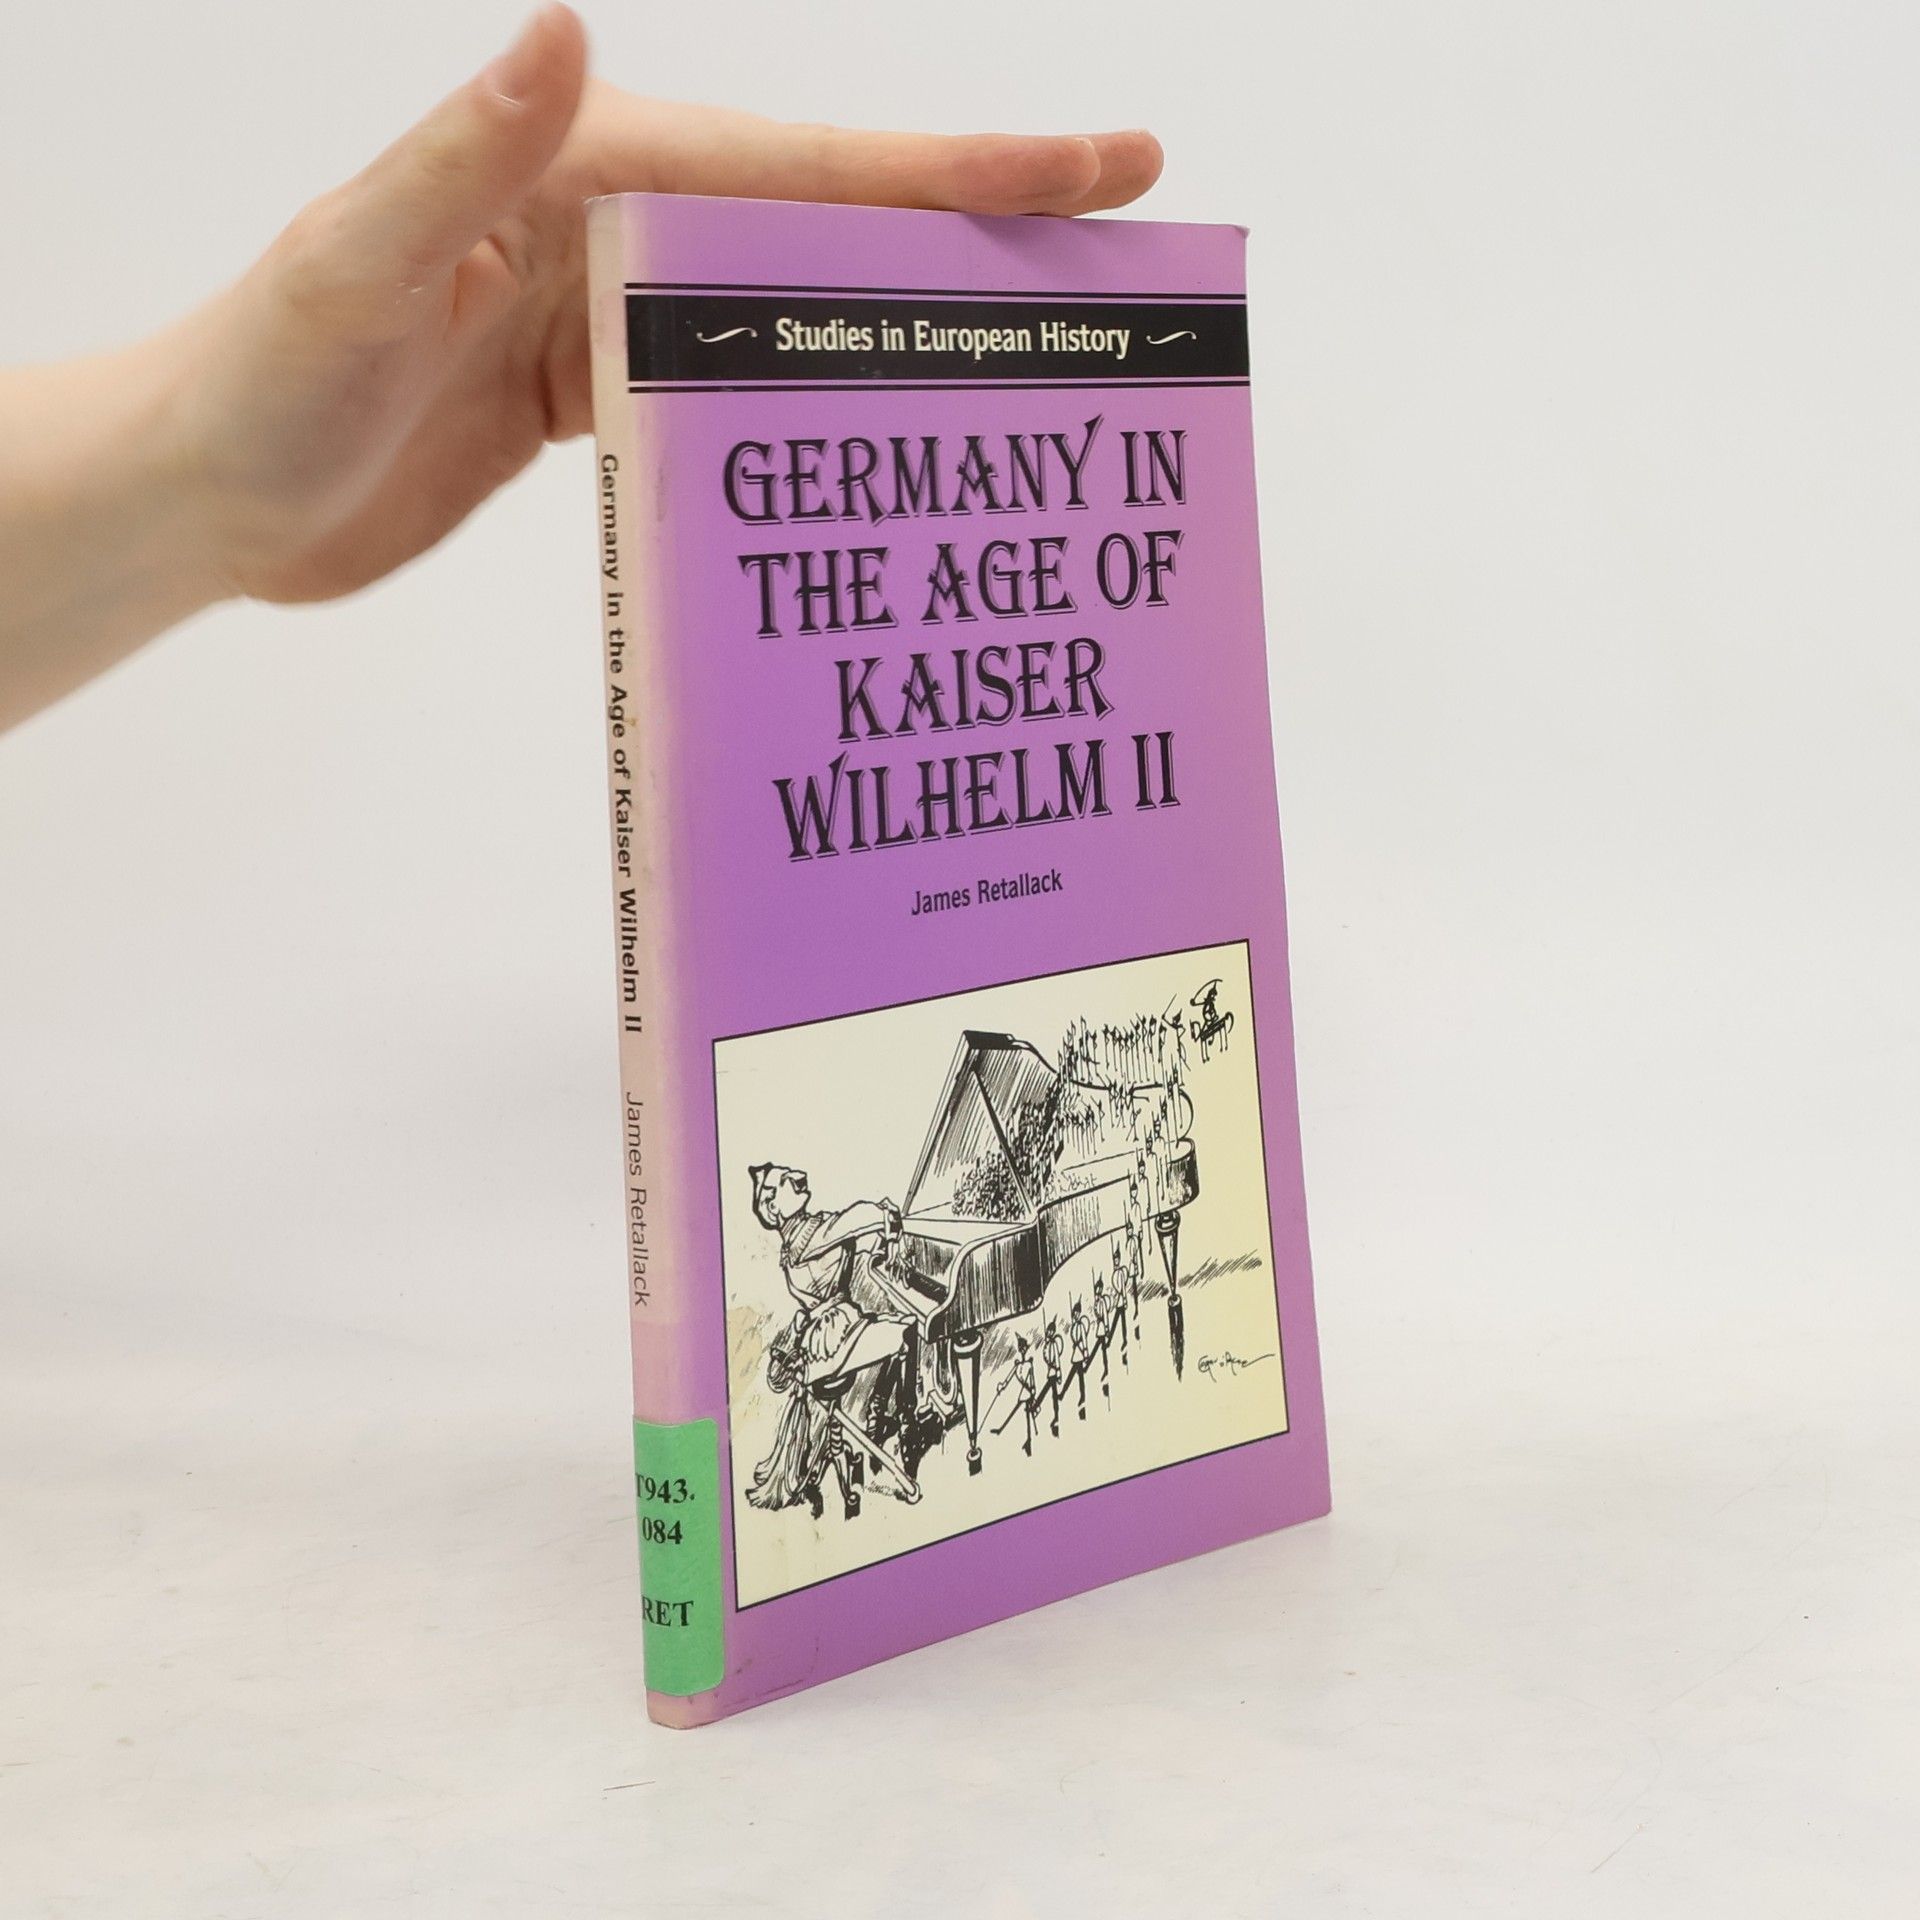 Studies in European History
GERMANY IN
THE AGE OF
KAISER
WILHELM II
James Retallack
Germany in the Age of Kaiser Wilhelm II James Retallack
T943.
084
RET